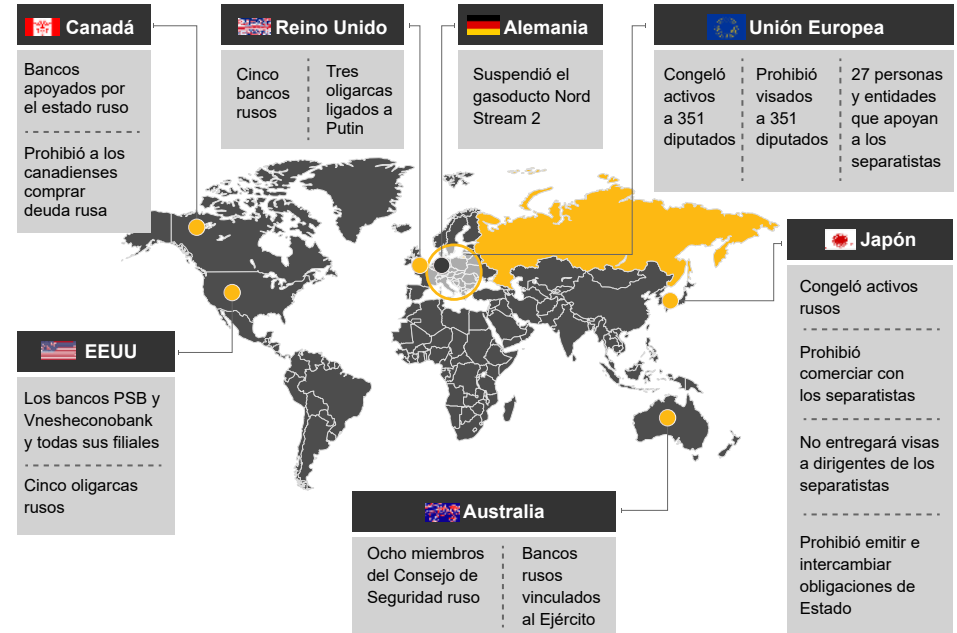 Canadá
Bancos
apoyados por
el estado ruso
Prohibió a los
canadienses
comprar
deuda rusa
Reino Unido
Cinco
bancos
rusos
Tres
oligarcas
ligados a
Putin
Alemania
Suspendió el
gasoducto Nord
Stream 2
Unión Europea
Congeló
activos
a 351
diputados
Prohibió
visados
a 351
diputados
27 personas
y entidades
que apoyan
a los
separatistas
Japón
Congeló activos
rusos
Prohibió
comerciar con
los separatistas
No entregará visas
a dirigentes de los
separatistas
Prohibió emitir e
intercambiar
obligaciones de
Estado
EEUU
Los bancos PSB y
Vnesheconobank
y todas sus filiales
Cinco oligarcas
rusos
Australia
Ocho miembros
del Consejo de
Seguridad ruso
Bancos
rusos
vinculados
al Ejército